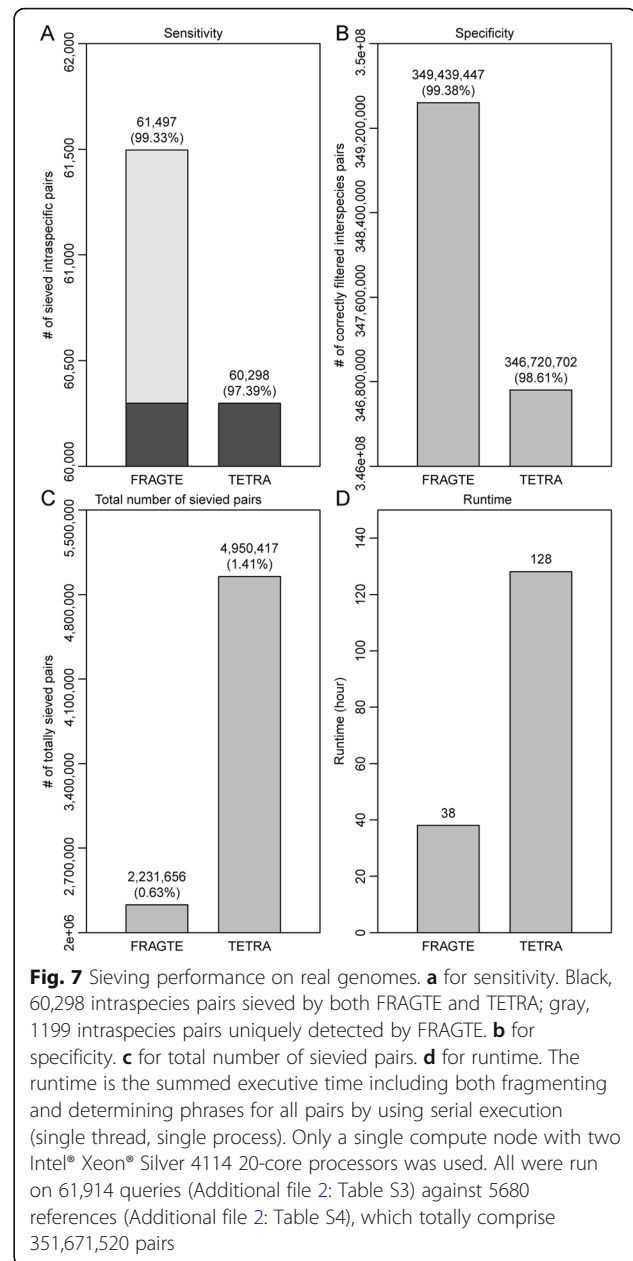 A
Sensitivity
# of sieved intraspecific pairs
62,000
61,500
61,000
60,500
60,000
61,497
(99.33%)
60,298
(97.39%)
FRAGTE
TETRA
B
Specificity
# of correctly filtered interspecies pairs
3.5e+08
349,200,000
348,400,000
347,600,000
346,800,000
3.46e+08
349,439,447
(99.38%)
346,720,702
(98.61%)
FRAGTE
TETRA
C
Total number of sievied pairs
# of totally sieved pairs
5,500,000
4,800,000
4,100,000
3,400,000
2,700,000
2e+06
4,950,417
(1.41%)
2,231,656
(0.63%)
FRAGTE
TETRA
D
Runtime
Runtime (hour)
140
120
100
80
60
40
20
0
128
38
FRAGTE
TETRA
Fig. 7 Sieving performance on real genomes. a for sensitivity. Black,
60,298 intraspecies pairs sieved by both FRAGTE and TETRA; gray,
1199 intraspecies pairs uniquely detected by FRAGTE. b for
specificity. c for total number of sievied pairs. d for runtime. The
runtime is the summed executive time including both fragmenting
and determining phrases for all pairs by using serial execution
(single thread, single process). Only a single compute node with two
Intel® Xeon® Silver 4114 20-core processors was used. All were run
on 61,914 queries (Additional file 2: Table S3) against 5680
references (Additional file 2: Table S4), which totally comprise
351,671,520 pairs